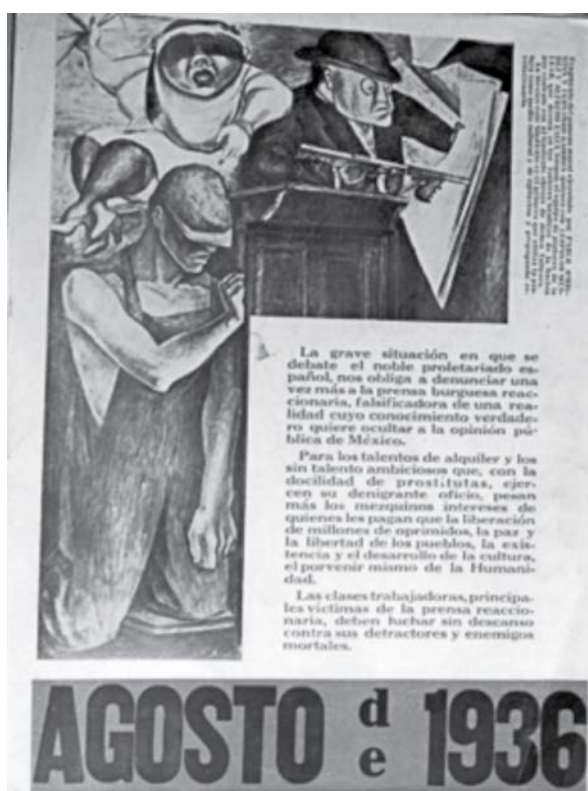 La grave situación en que se
debate el noble proletariado es-
pañol, nos obliga a denunciar una
vez más a la prensa burguesa reac-
cionaria, falsificadora de una rea-
lidad cuyo conocimiento verdade-
ro quiere ocultar a la opinión pú-
blica de México.
Para los talentos de alquiler y los
sin talento ambiciosos que, con la
docilidad de prostitutas, ejer-
cen su denigrante oficio, pesan
más los mezquinos intereses de
quienes les pagan que la liberación
de millones de oprimidos, la paz y
la libertad de los pueblos, la exis-
tencia y el desarrollo de la cultura,
el porvenir mismo de la Humani-
dad.
Las clases trabajadoras, principa-
les víctimas de la prensa reaccio-
naria, deben luchar sin descanso
contra sus detractores y enemigos
mortales.
AGOSTO de 1936